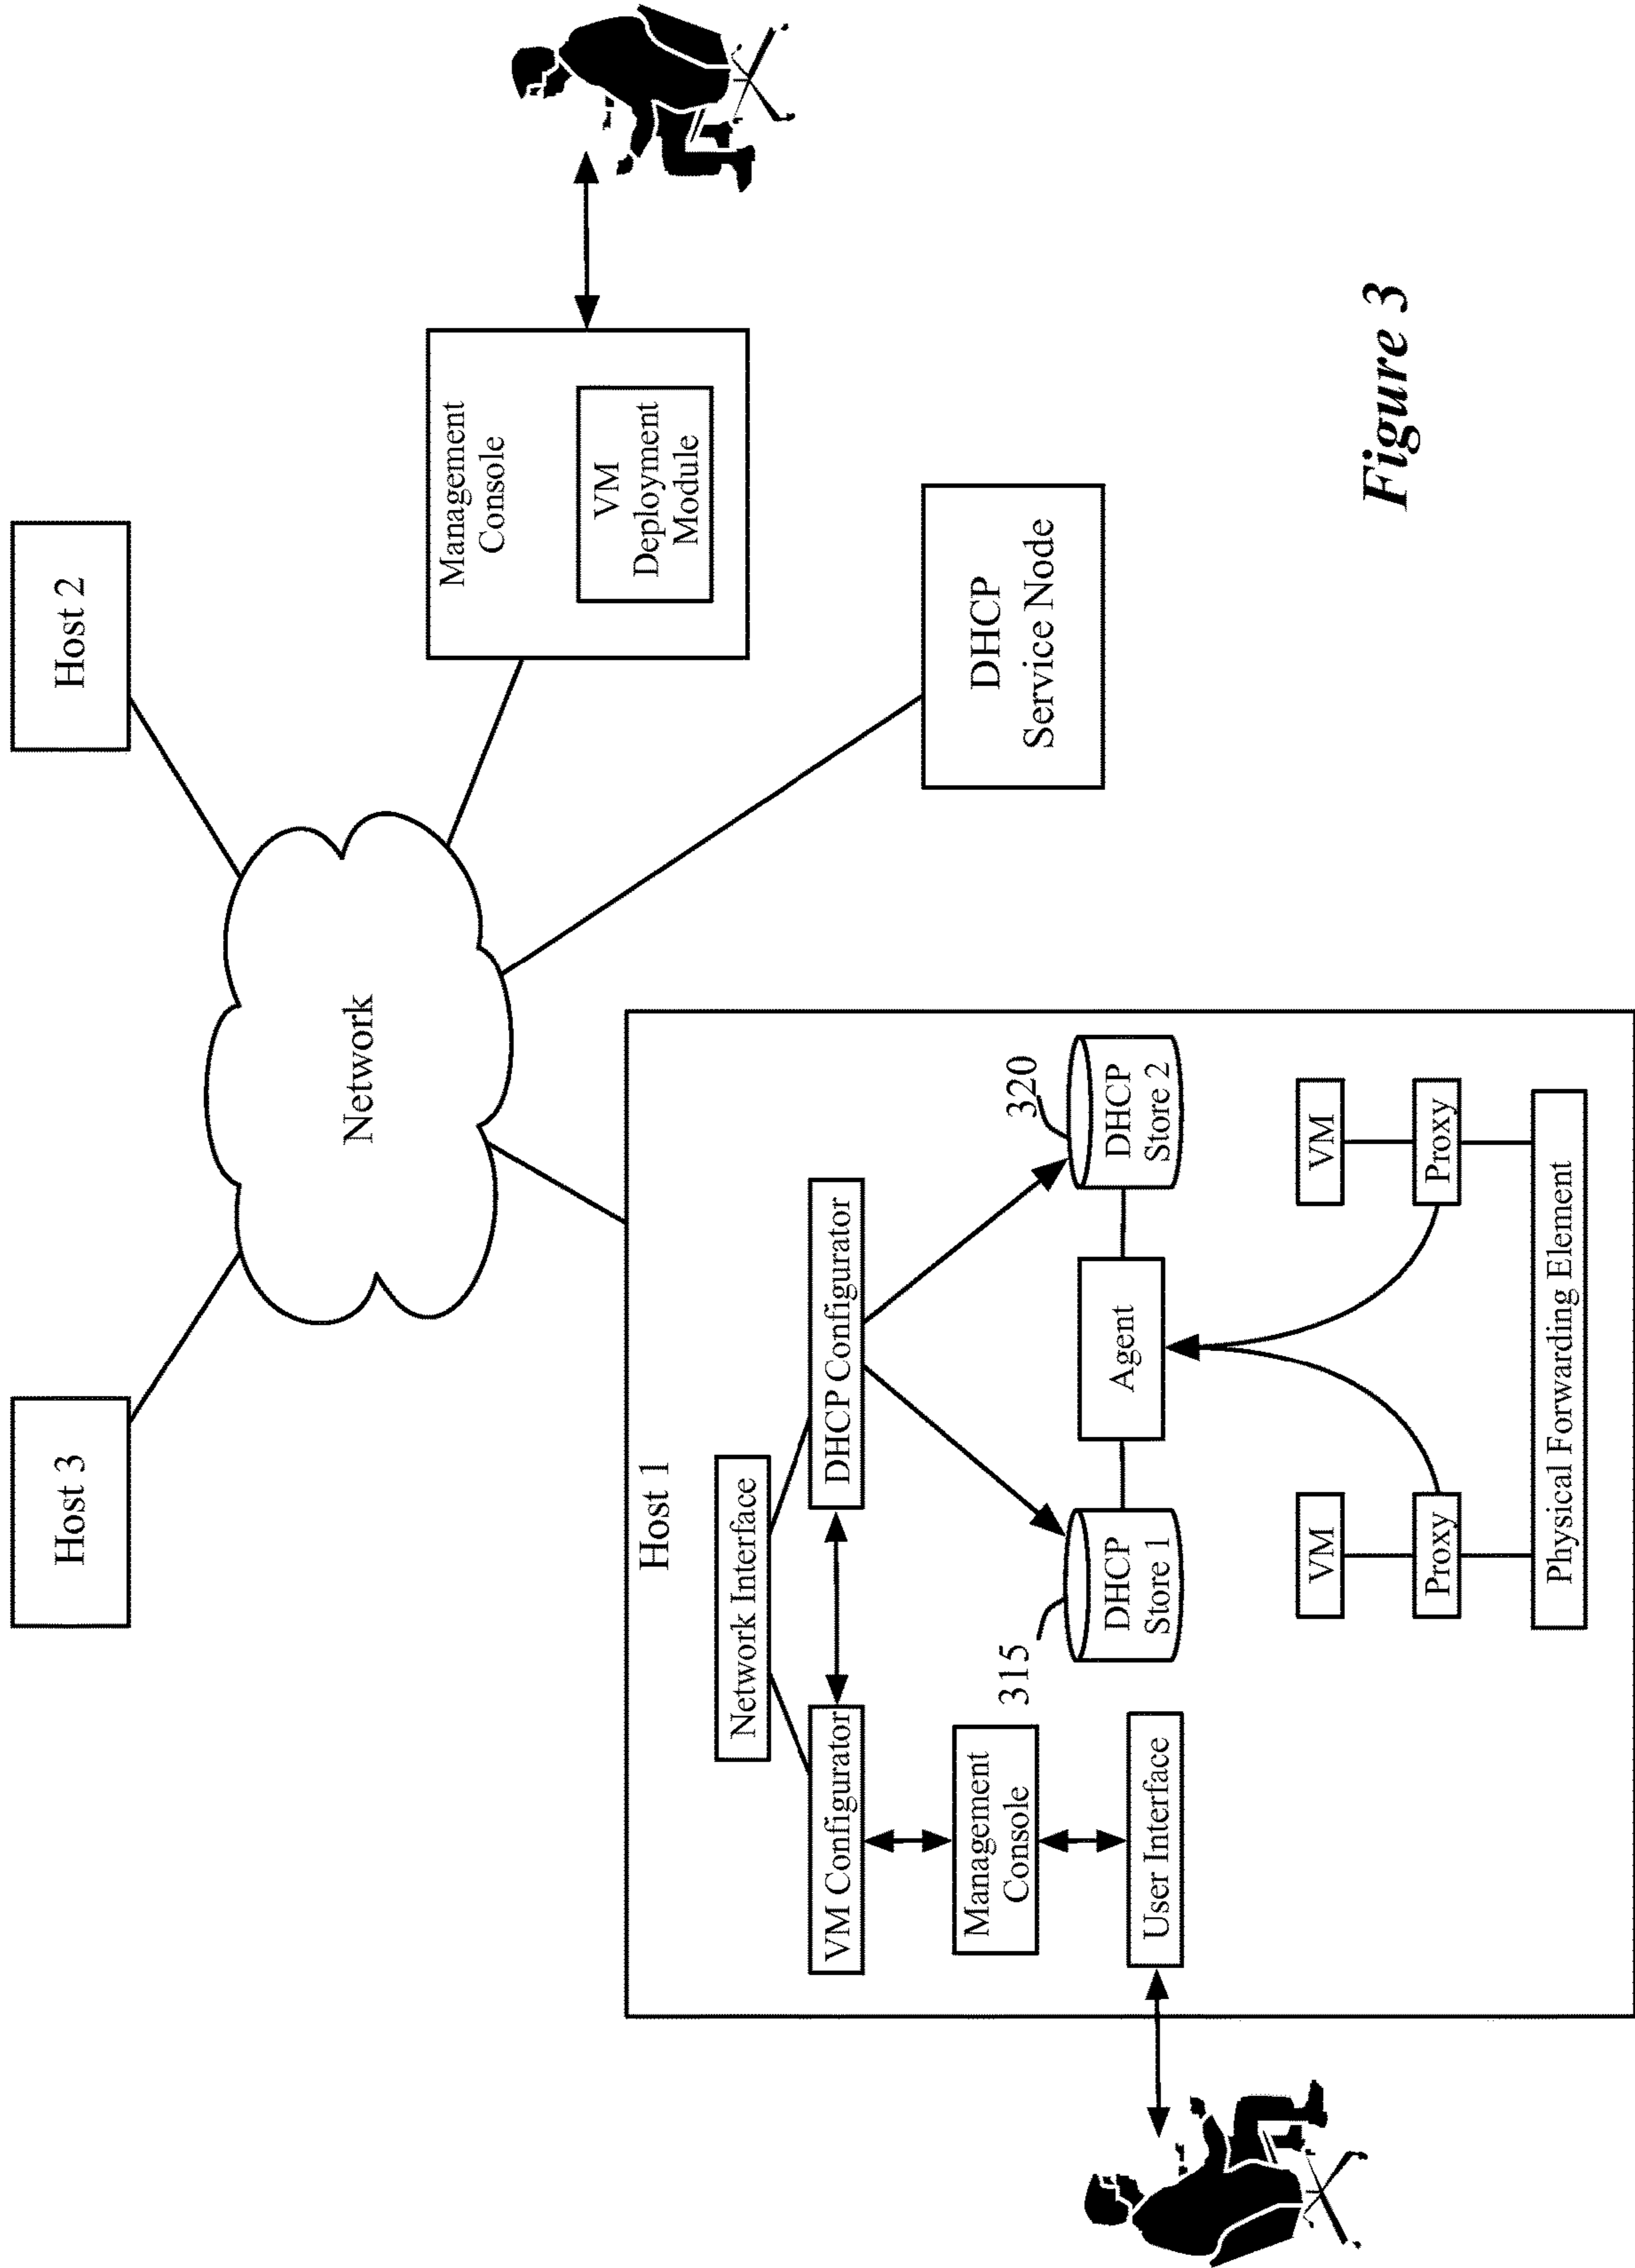 Host 3
Host 2
Network
Management
Console
VM
Deployment
Module
DHCP
Service Node
Host 1
Network Interface
VM Configurator
DHCP Configurator
Management
Console
315
320
DHCP
Store 1
Agent
DHCP
Store 2
User Interface
VM
VM
Proxy
Proxy
Physical Forwarding Element
Figure 3